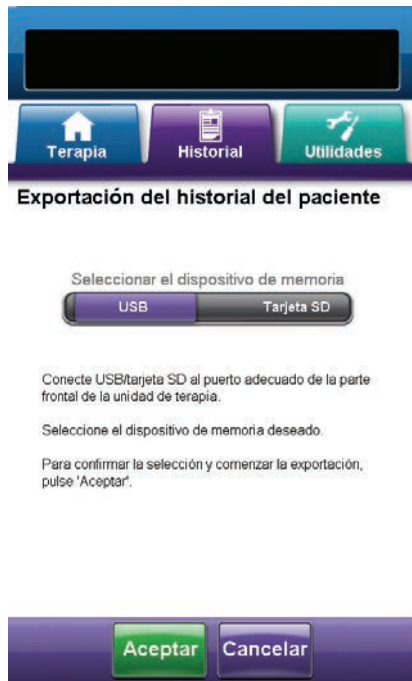 Terapia
Historial
Utilidades
Exportación del historial del paciente
Seleccionar el dispositivo de memoria
USB
Tarjeta SD
Conecte USB/tarjeta SD al puerto adecuado de la parte
frontal de la unidad de terapia.
Seleccione el dispositivo de memoria deseado.
Para confirmar la selección y comenzar la exportación,
pulse 'Aceptar'.
Aceptar
Cancelar